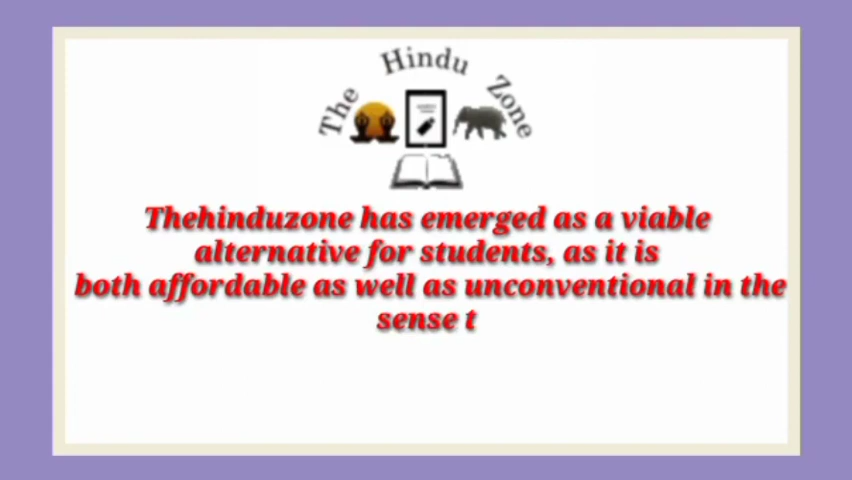 The Hindu Zone
Thehinduzone has emerged as a viable
alternative for students, as it is
both affordable as well as unconventional in the
sense t